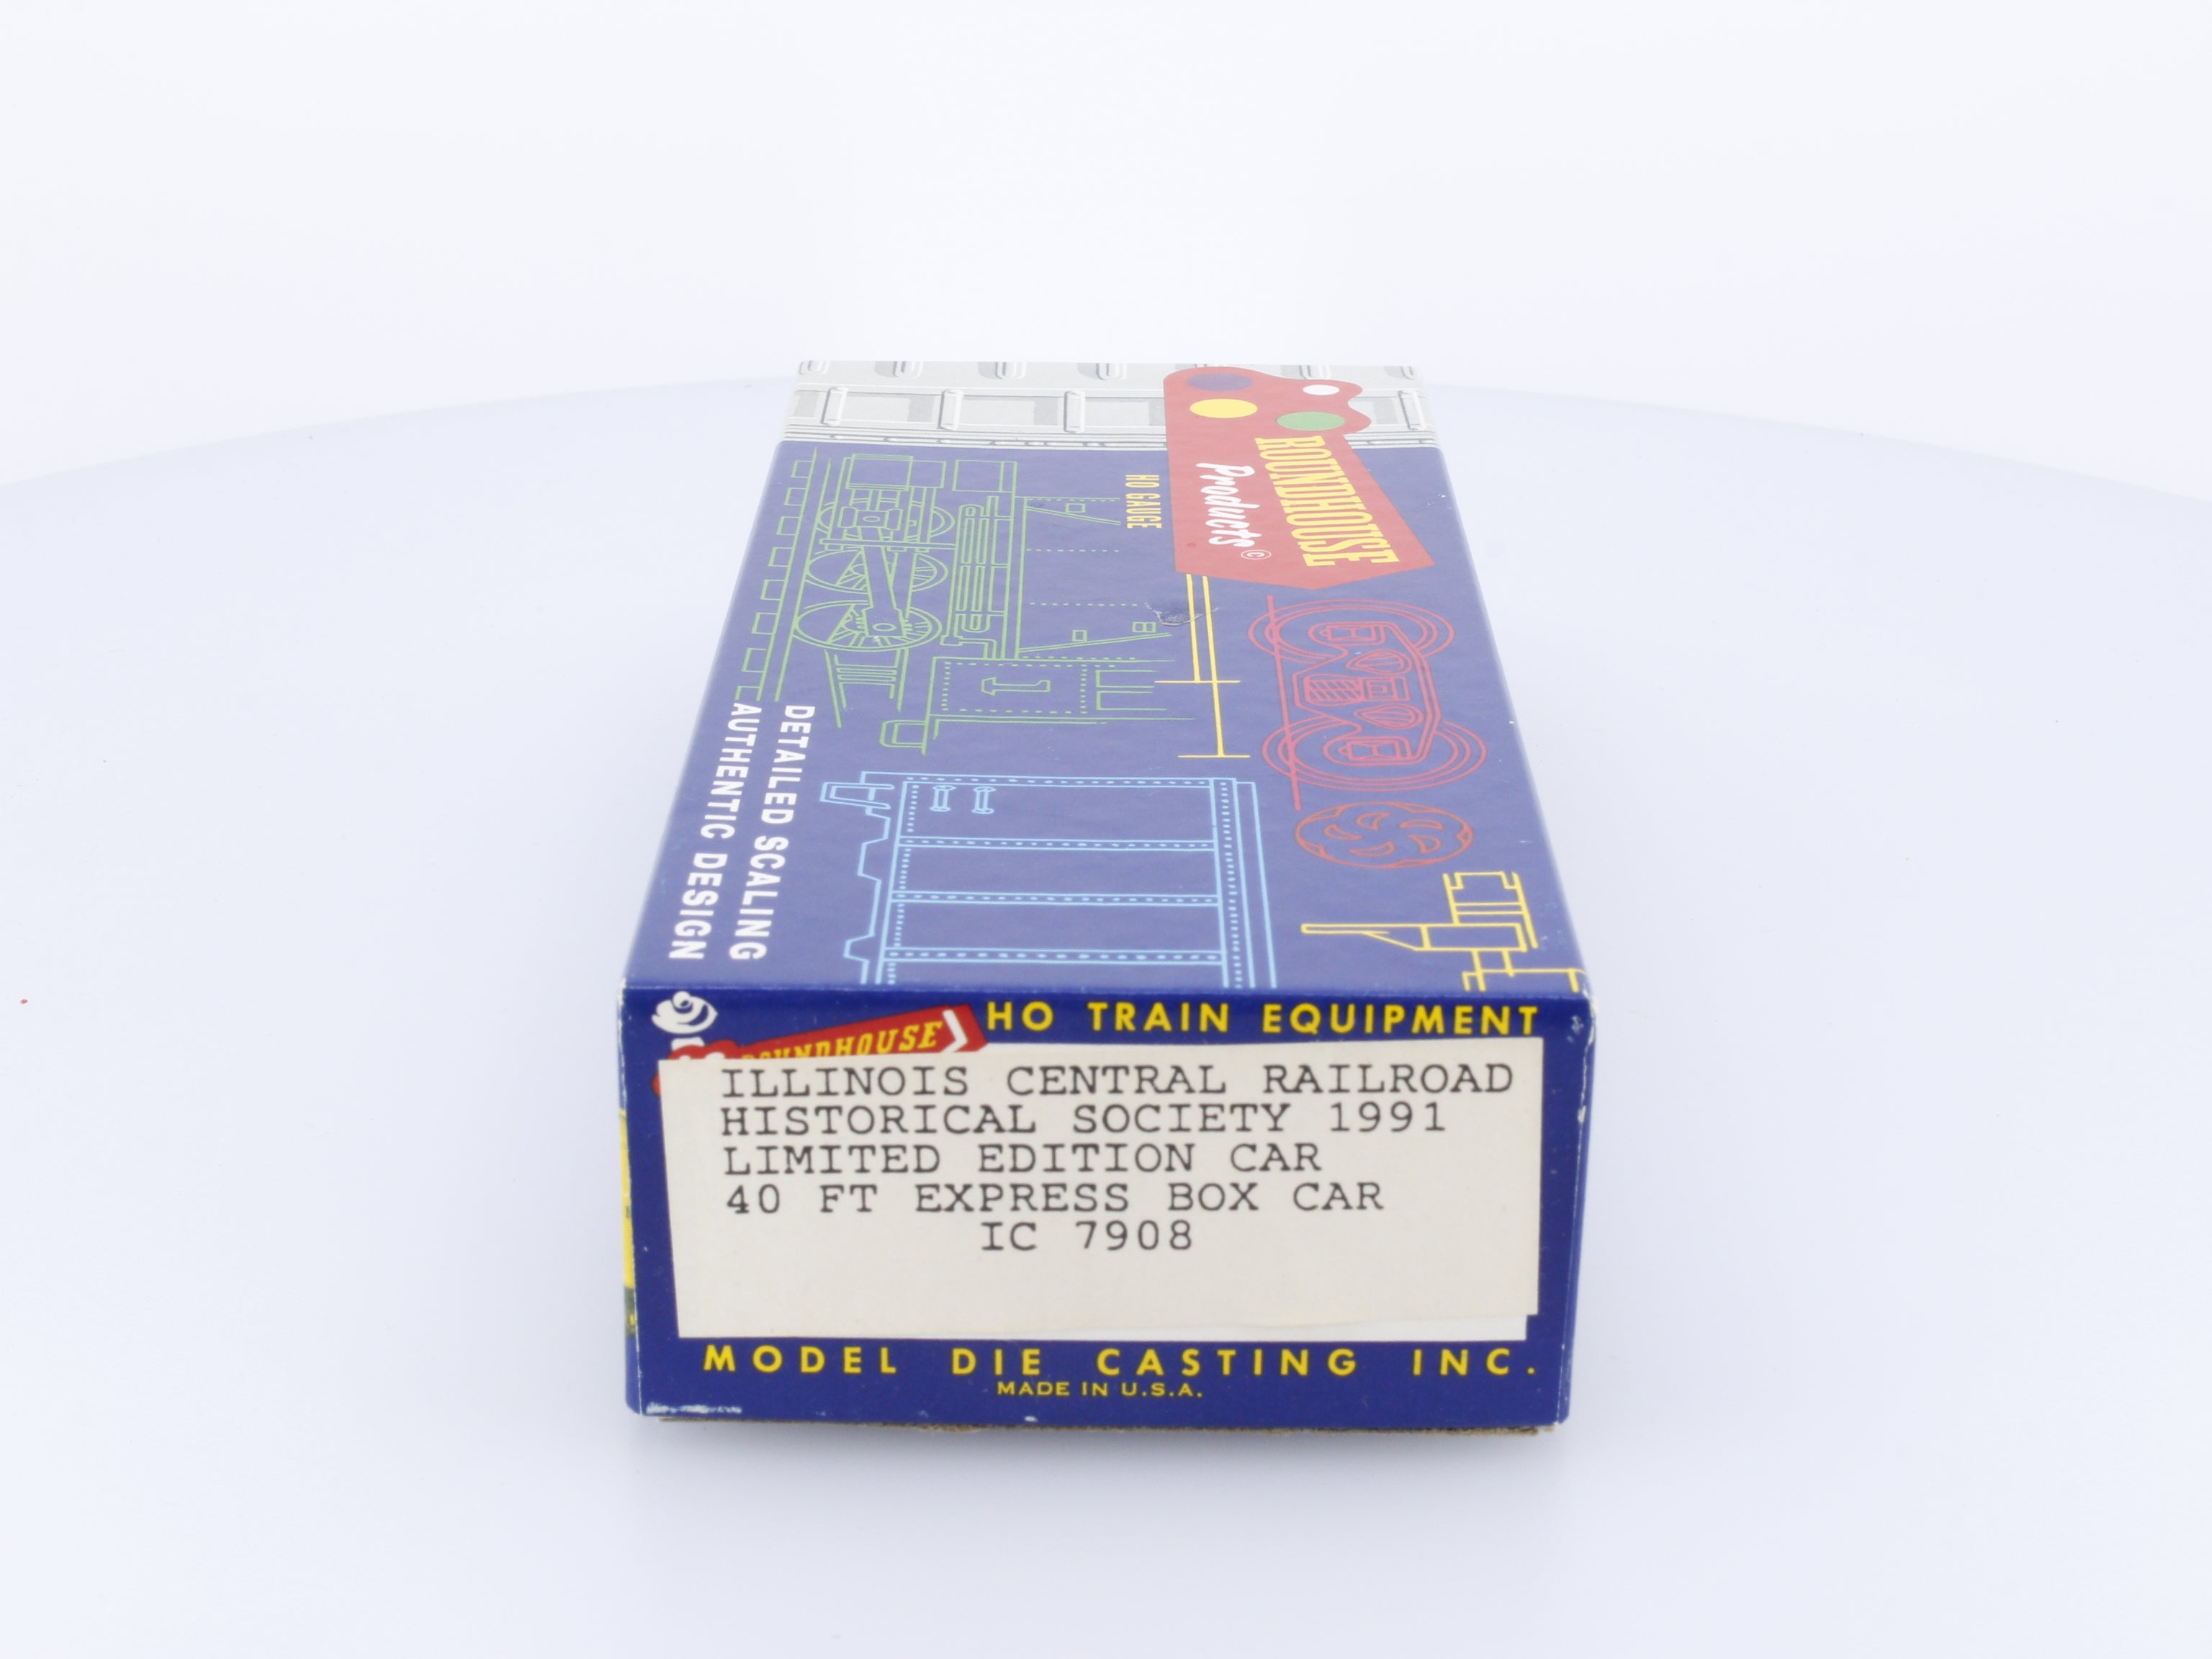 ROUNDHOUSE
Products©
HO GAUGE
DETAILED SCALING
AUTHENTIC DESIGN
HO TRAIN EQUIPMENT
ROUNDHOUSE
ILLINOIS CENTRAL RAILROAD
HISTORICAL SOCIETY 1991
LIMITED EDITION CAR
40 FT EXPRESS BOX CAR
IC 7908
MODEL DIE CASTING INC.
MADE IN U.S.A.